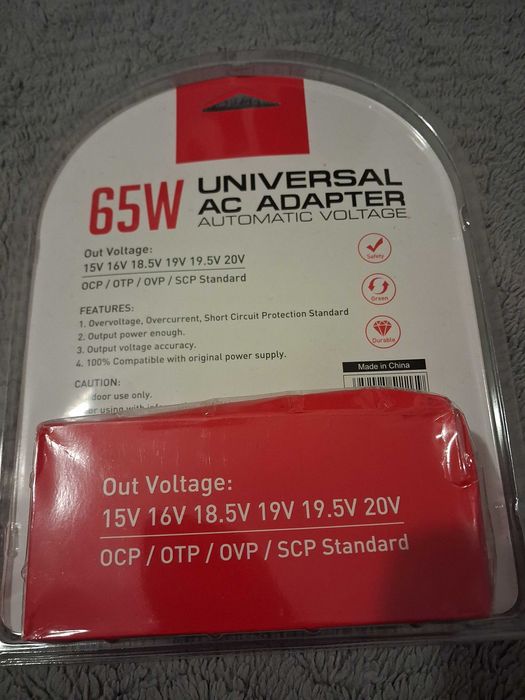 65W UNIVERSAL
AC ADAPTER
AUTOMATIC VOLTAGE
Out Voltage:
15V 16V 18.5V 19V 19.5V 20V
OCP / OTP / OVP / SCP Standard
Safety
Green
Durable
FEATURES:
1. Overvoltage, Overcurrent, Short Circuit Protection Standard
2. Output power enough.
3. Output voltage accuracy.
4. 100% Compatible with original power supply.
Made in China
CAUTION:
door use only.
or using with
Out Voltage:
15V 16V 18.5V 19V 19.5V 20V
OCP / OTP / OVP / SCP Standard